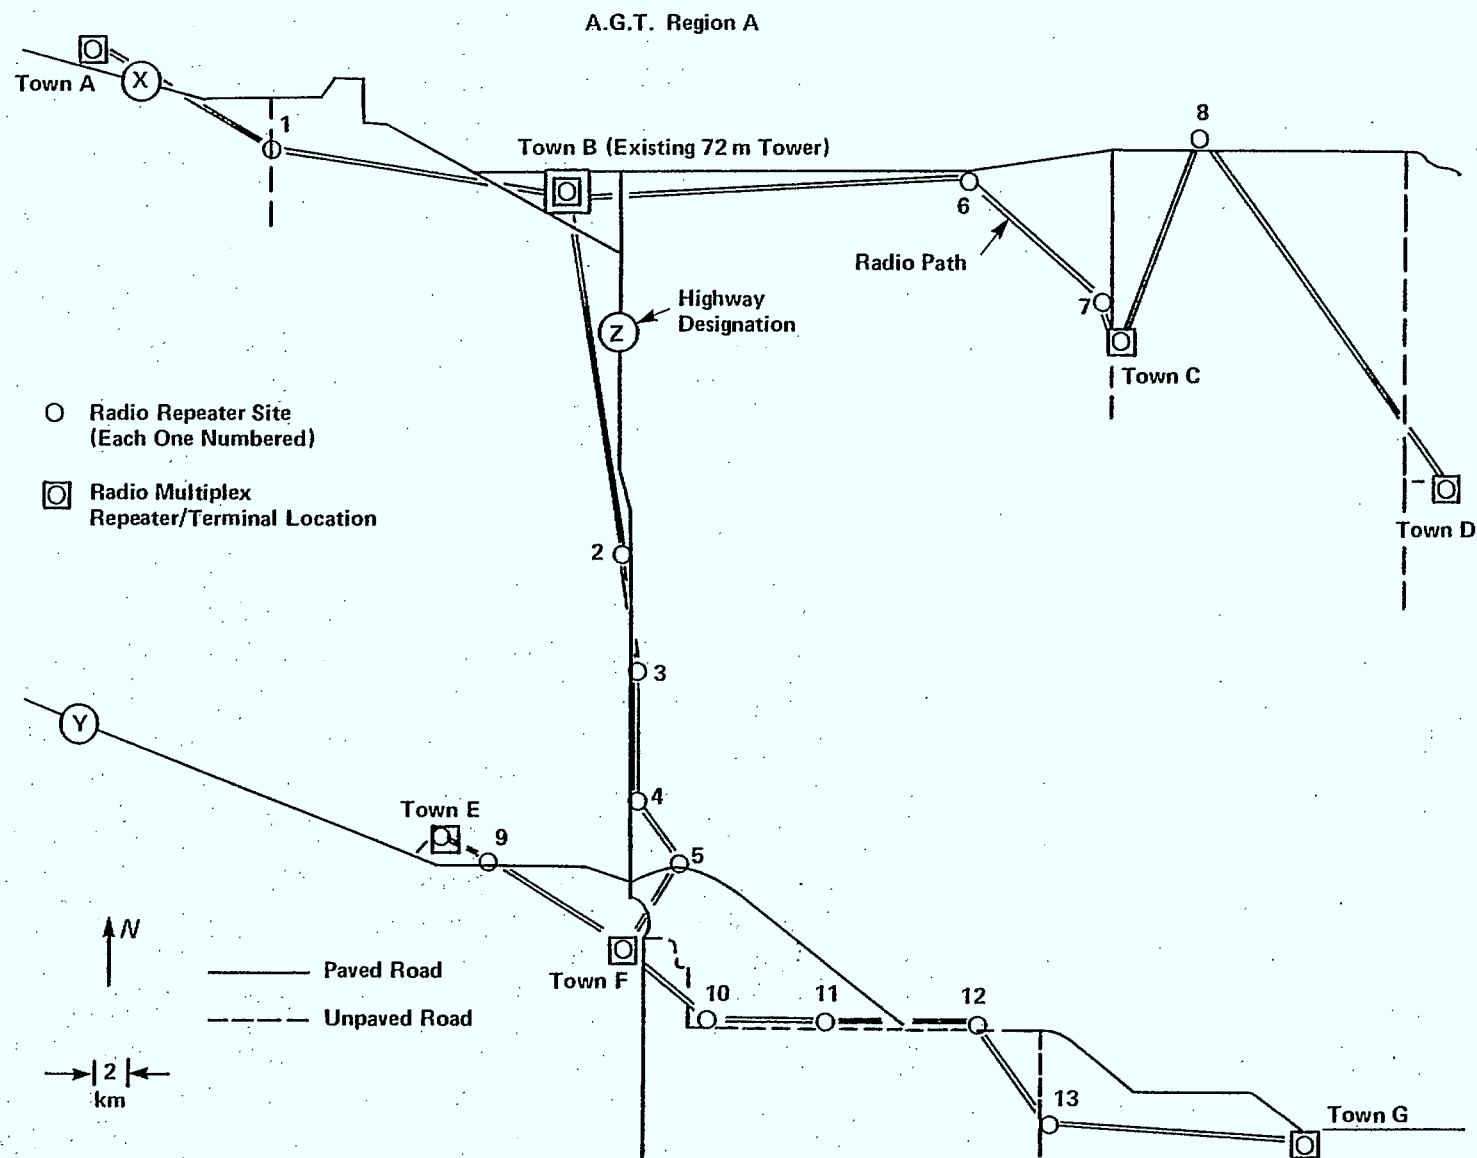 A.G.T. Region A
Town A
X
1
Town B (Existing 72 m Tower)
8
6
Radio Path
7
Town C
Highway
Designation
Z
Radio Repeater Site
(Each One Numbered)
Radio Multiplex
Repeater/Terminal Location
Town D
2
3
Y
4
Town E
9
5
N
Town F
Paved Road
Unpaved Road
10
11
12
2
km
13
Town G